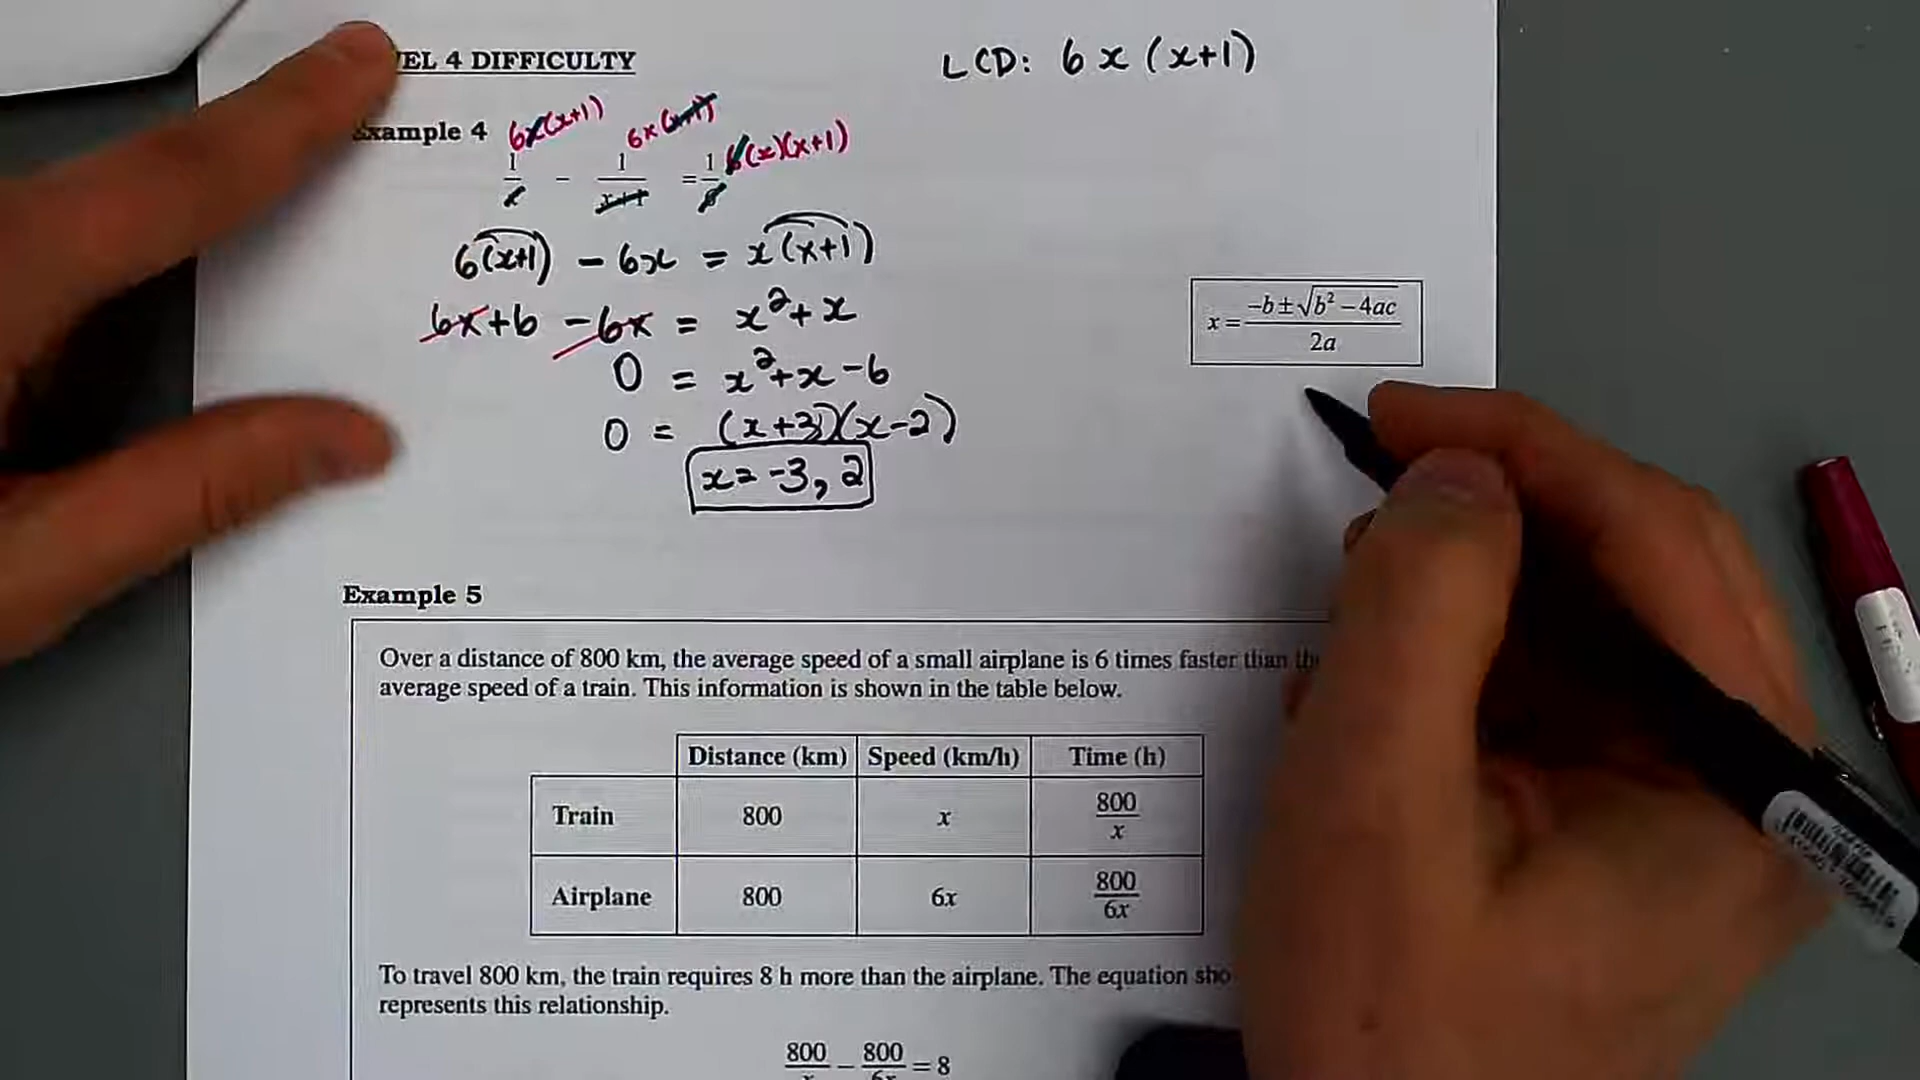 EL 4 DIFFICULTY
LCD: 6x(x+1)
Example 4
6x(x+1) 6x(x+1) 6(x)(x+1)
1/x - 1/x+1 = 1/6
6(x+1) - 6x = x(x+1)
6x+6 - 6x = x²+x
0 = x²+x-6
0 = (x+3)(x-2)
x = -3, 2
x = -b±√b²-4ac / 2a
Example 5
Over a distance of 800 km, the average speed of a small airplane is 6 times faster than th
average speed of a train. This information is shown in the table below.
Distance (km) Speed (km/h) Time (h)
Train 800 x 800/x
Airplane 800 6x 800/6x
To travel 800 km, the train requires 8 h more than the airplane. The equation sho
represents this relationship.
800/x - 800/6x = 8